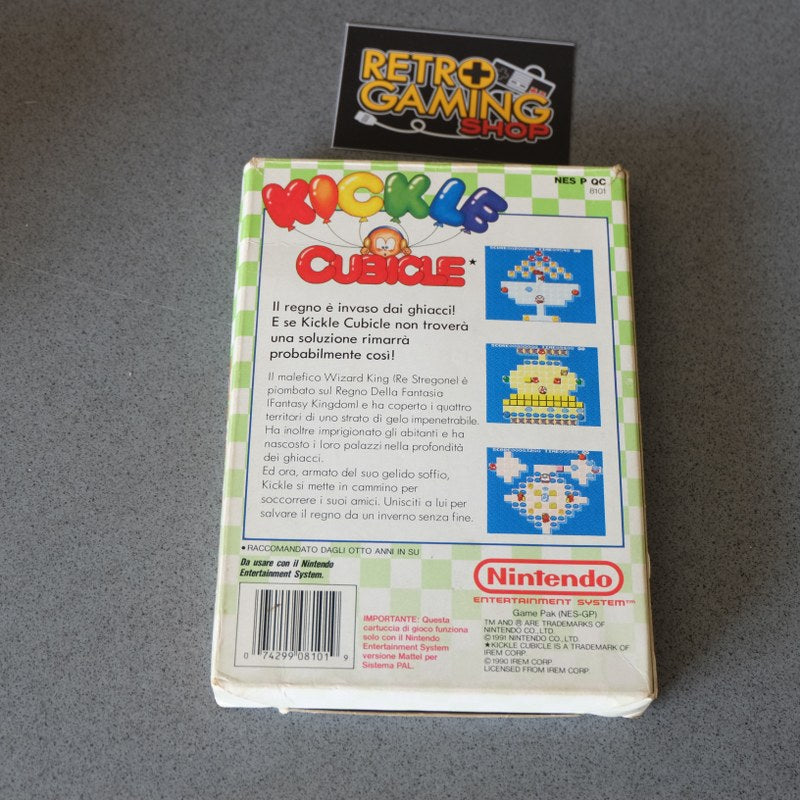 RETRO
GAMING
SHOP
NES P QC
8101
KICKLE
CUBICLE★
Il regno è invaso dai ghiacci!
E se Kickle Cubicle non troverà
una soluzione rimarrà
probabilmente così!
Il malefico Wizard King (Re Stregone) è
piombato sul Regno Della Fantasia
(Fantasy Kingdom) e ha coperto i quattro
territori di uno strato di gelo impenetrabile.
Ha inoltre imprigionato gli abitanti e ha
nascosto i loro palazzi nella profondità
dei ghiacci.
Ed ora, armato del suo gelido soffio,
Kickle si mette in cammino per
soccorrere i suoi amici. Unisciti a lui per
salvare il regno da un inverno senza fine.
• RACCOMANDATO DAGLI OTTO ANNI IN SU
Da usare con il Nintendo
Entertainment System.
0 74299 08101 9
IMPORTANTE: Questa
cartuccia di gioco funziona
solo con il Nintendo
Entertainment System
versione Mattel per
Sistema PAL.
Nintendo
ENTERTAINMENT SYSTEM™
Game Pak (NES-GP)
TM AND ® ARE TRADEMARKS OF
NINTENDO CO., LTD.
©1991 NINTENDO CO., LTD.
★KICKLE CUBICLE IS A TRADEMARK OF
IREM CORP.
©1990 IREM CORP.
LICENSED FROM IREM CORP.